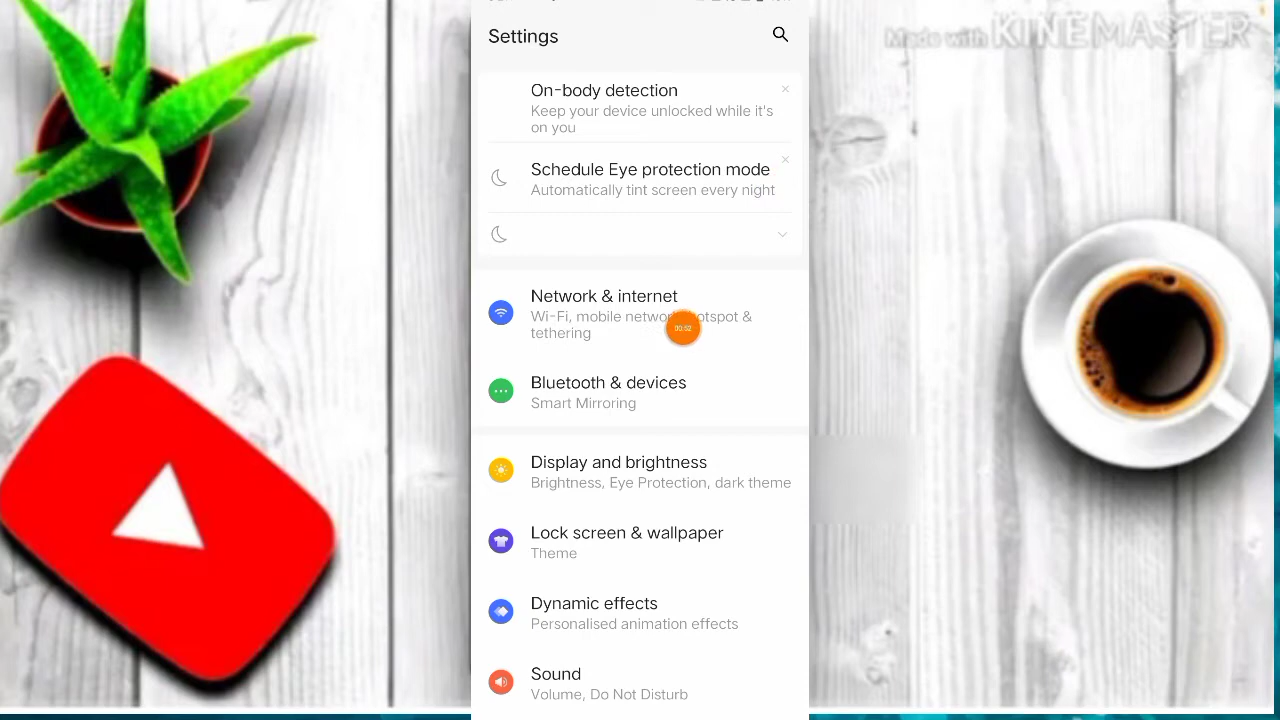 Made with KINEMASTER
Settings
On-body detection
Keep your device unlocked while it's
on you
Schedule Eye protection mode
Automatically tint screen every night
Network & internet
Wi-Fi, mobile network, hotspot &
tethering
00:52
Bluetooth & devices
Smart Mirroring
Display and brightness
Brightness, Eye Protection, dark theme
Lock screen & wallpaper
Theme
Dynamic effects
Personalised animation effects
Sound
Volume, Do Not Disturb